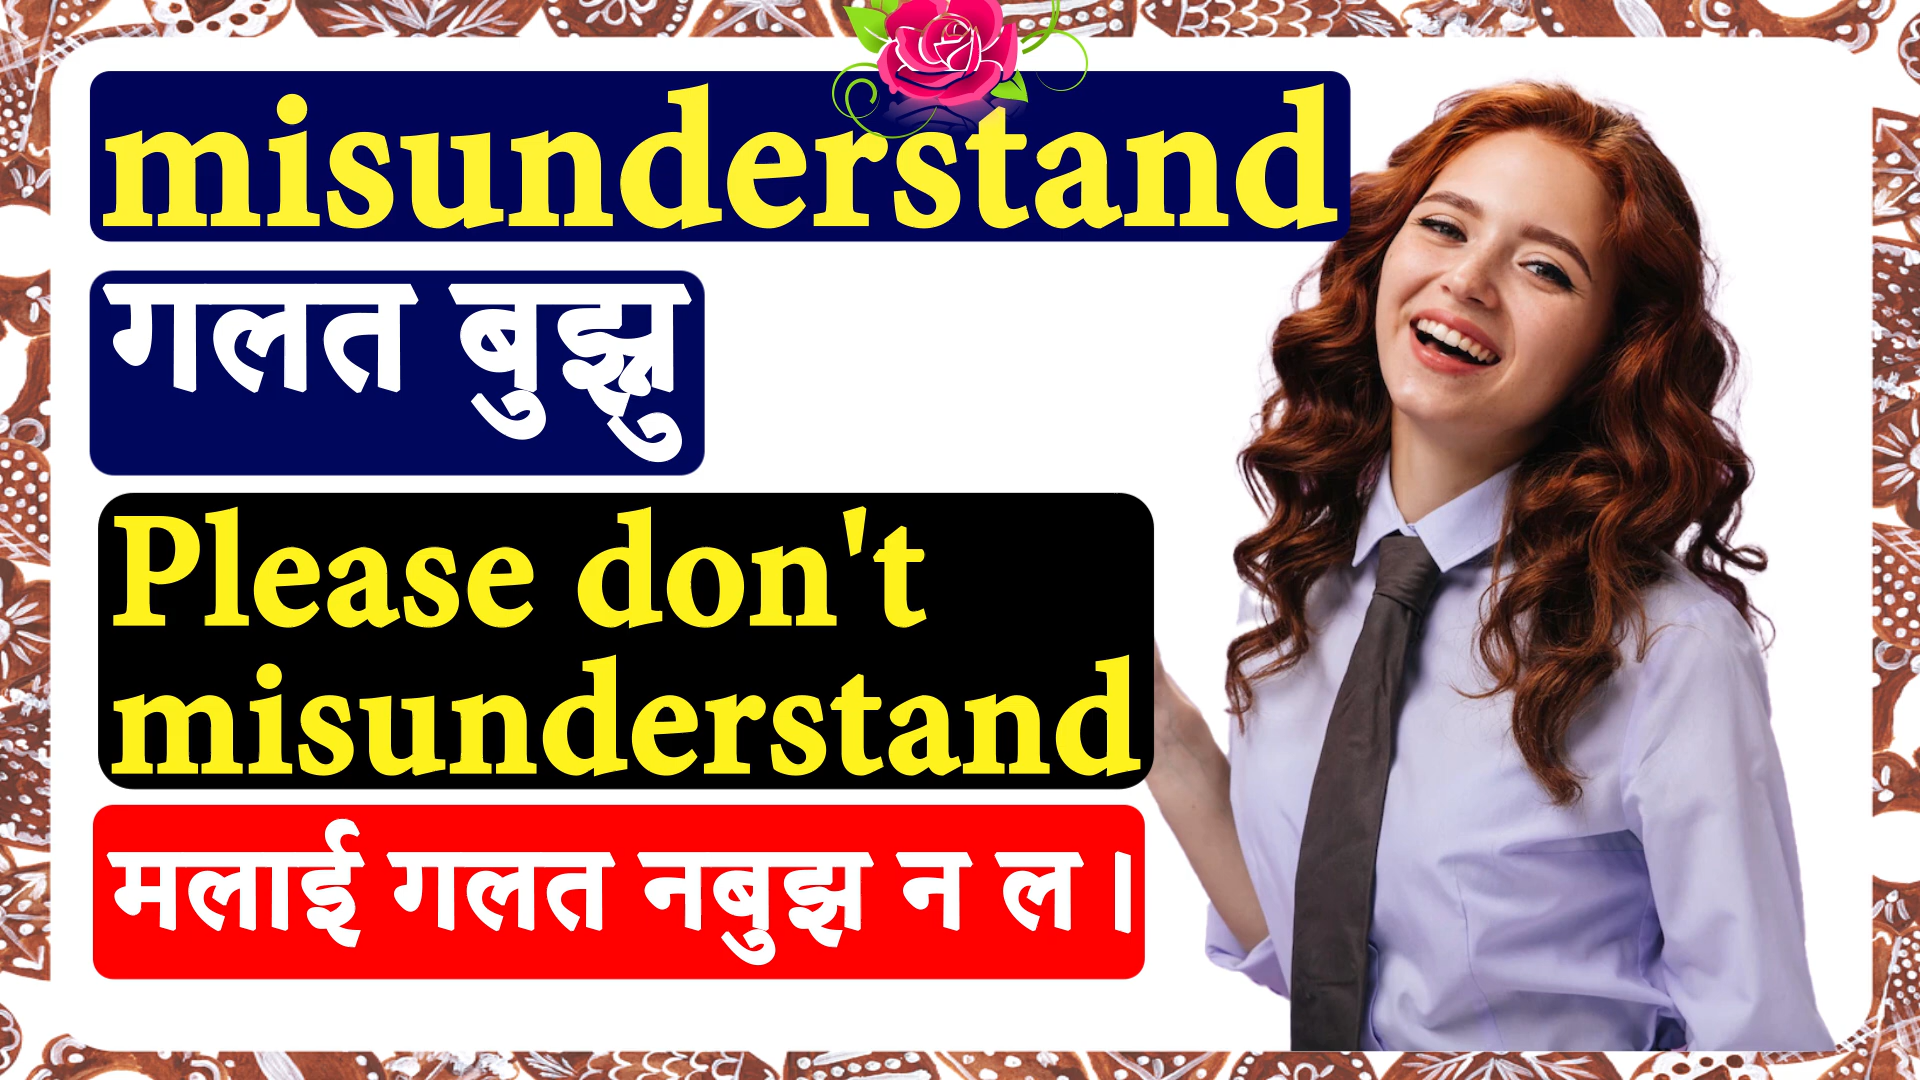 misunderstand
गलत बुझ्नु
Please don't
misunderstand
मलाई गलत नबुझ न ल ।